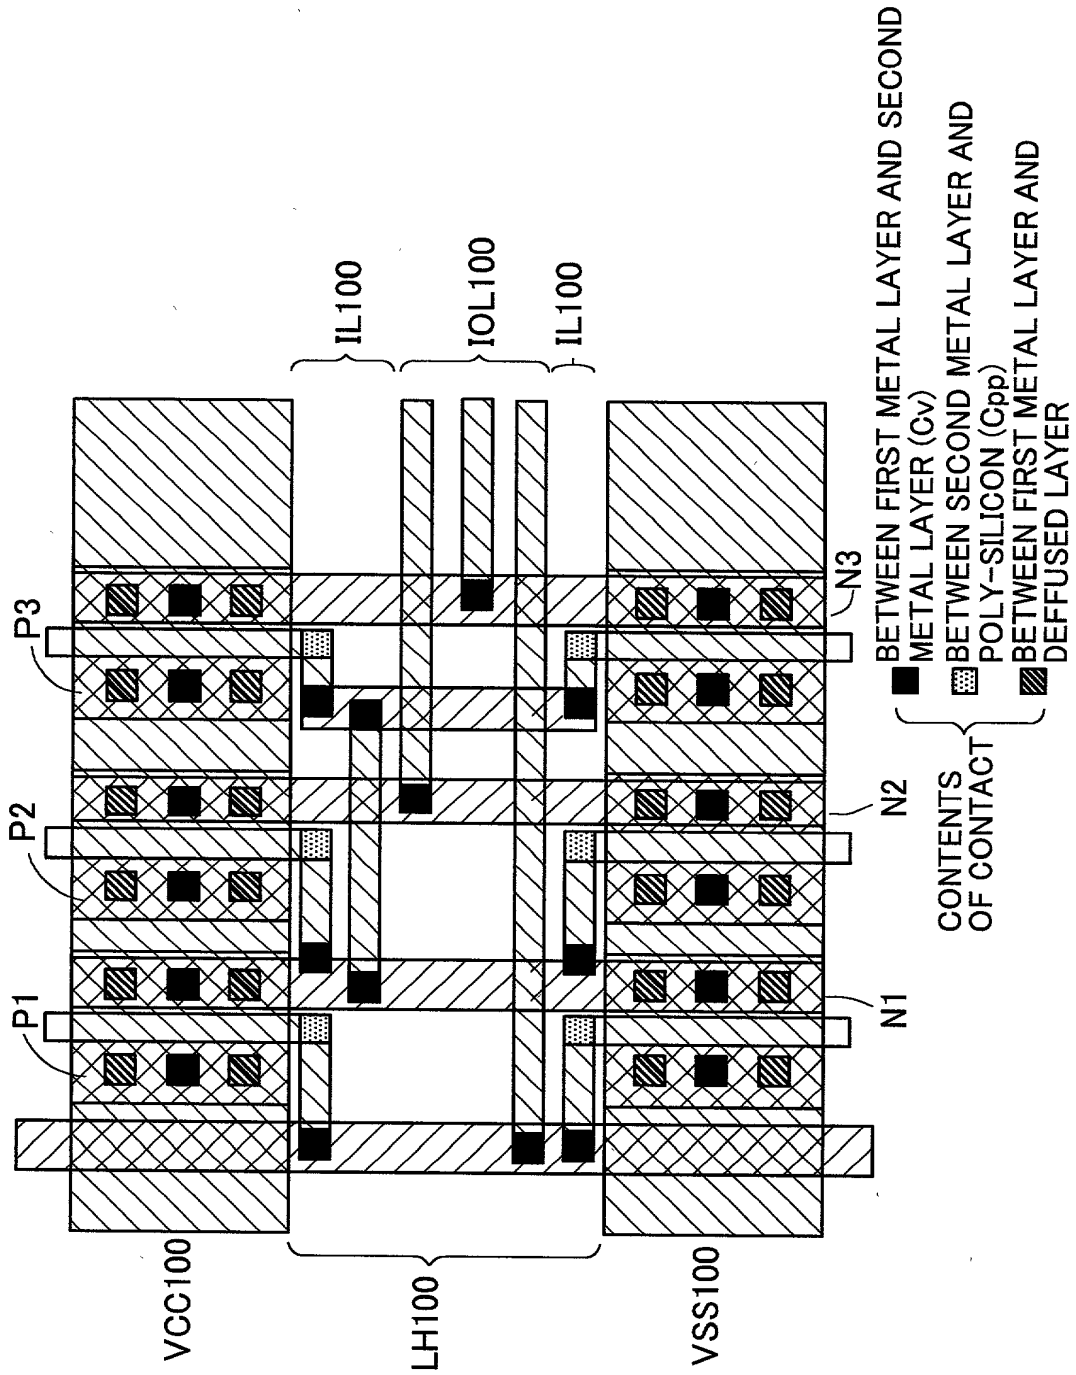 VCC100
LH100
VSS100
P1
P2
P3
N1
N2
N3
IL100
IOL100
IL100
CONTENTS
OF CONTACT
BETWEEN FIRST METAL LAYER AND SECOND
METAL LAYER (Cv)
BETWEEN SECOND METAL LAYER AND
POLY-SILICON (Cpp)
BETWEEN FIRST METAL LAYER AND
DEFFUSED LAYER